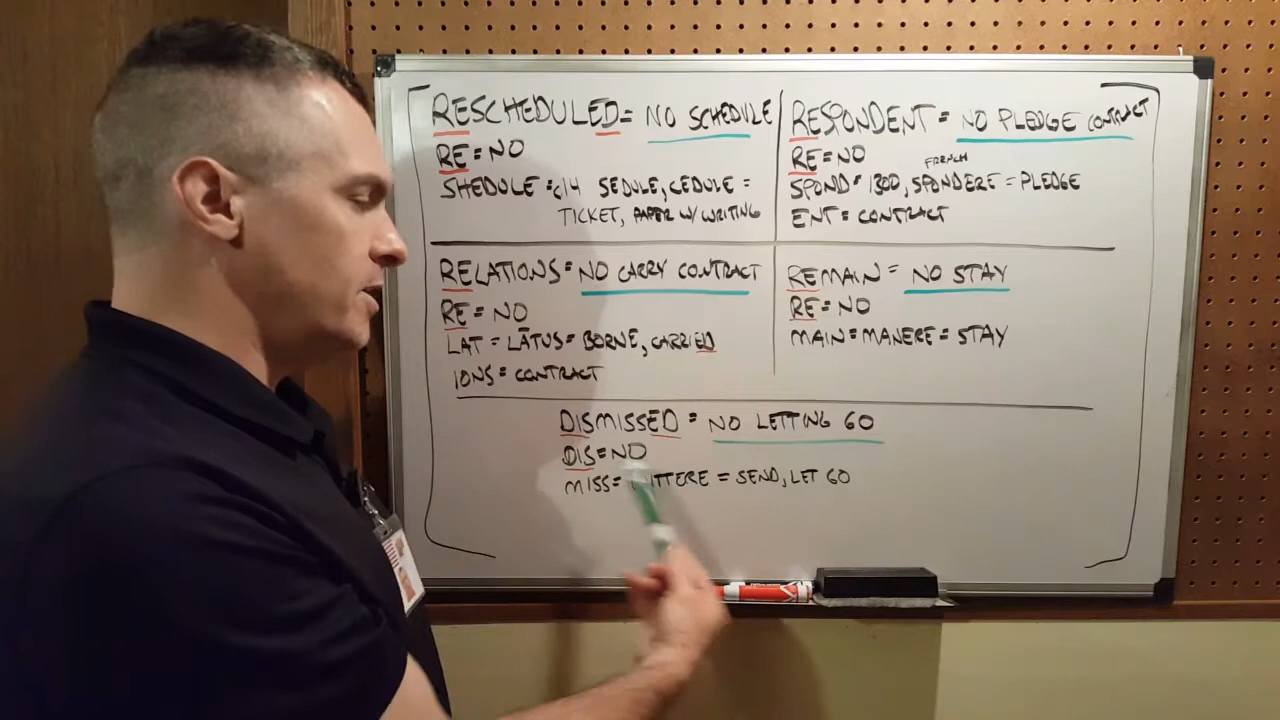 RESCHEDULED = NO SCHEDULE
RE = NO
SHEDULE = C14 SEDULE, CEDULE =
TICKET, PAPER W/ WRITING
RESPONDENT = NO PLEDGE CONTRACT
RE = NO
FRENCH
SPOND = 1300, SPONDERE = PLEDGE
ENT = CONTRACT
RELATIONS = NO CARRY CONTRACT
RE = NO
LAT = LĀTUS = BORNE, CARRIED
IONS = CONTRACT
REMAIN = NO STAY
RE = NO
MAIN = MANERE = STAY
DISMISSED = NO LETTING GO
DIS = NO
MISS = MITTERE = SEND, LET GO